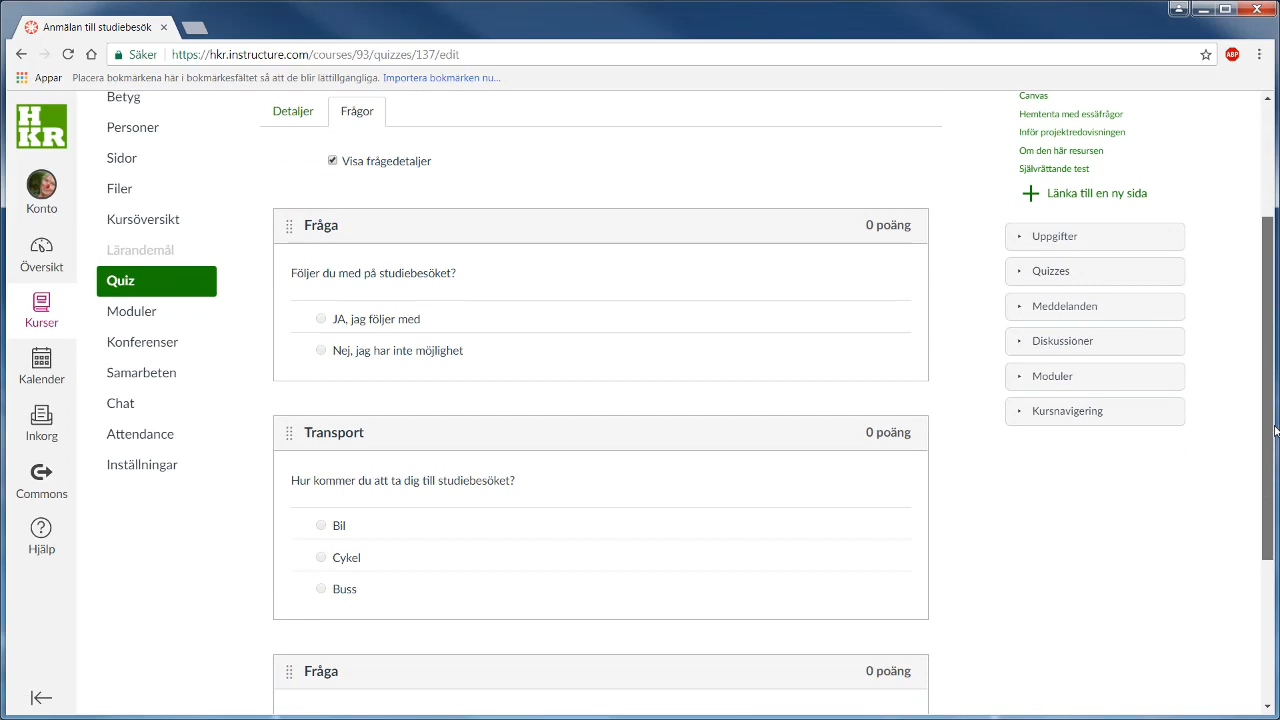 Anmälan till studiebesök
Säker
https://hkr.instructure.com/courses/93/quizzes/137/edit
ABP
Appar
Placera bokmärkena här i bokmärkesfältet så att de blir lättillgängliga.
Importera bokmärken nu...
HKR
Konto
Översikt
Kurser
Kalender
Inkorg
Commons
Hjälp
Betyg
Personer
Sidor
Filer
Kursöversikt
Lärandemål
Quiz
Moduler
Konferenser
Samarbeten
Chat
Attendance
Inställningar
Detaljer
Frågor
Visa frågedetaljer
Fråga
0 poäng
Följer du med på studiebesöket?
JA, jag följer med
Nej, jag har inte möjlighet
Transport
0 poäng
Hur kommer du att ta dig till studiebesöket?
Bil
Cykel
Buss
Fråga
0 poäng
Canvas
Hemtenta med essäfrågor
Inför projektredovisningen
Om den här resursen
Självrättande test
Länka till en ny sida
Uppgifter
Quizzes
Meddelanden
Diskussioner
Moduler
Kursnavigering